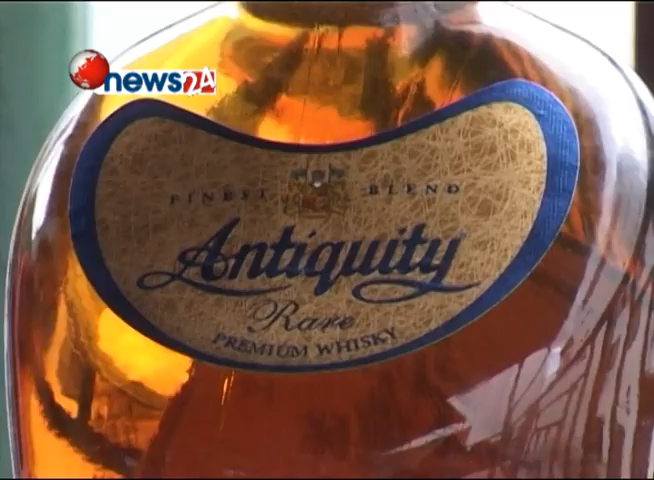 news24
FINEST BLEND
Antiquity
Rare
PREMIUM WHISKY